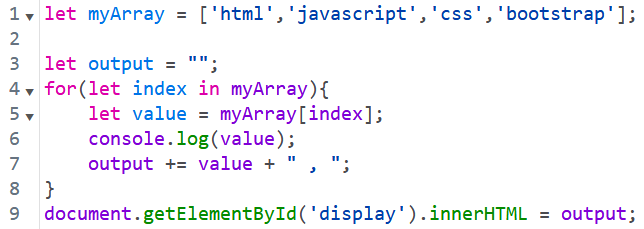 1 let myArray = ['html','javascript','css','bootstrap'];
2
3 let output = "";
4 for(let index in myArray){
5     let value = myArray[index];
6     console.log(value);
7     output += value + " , ";
8 }
9 document.getElementById('display').innerHTML = output;